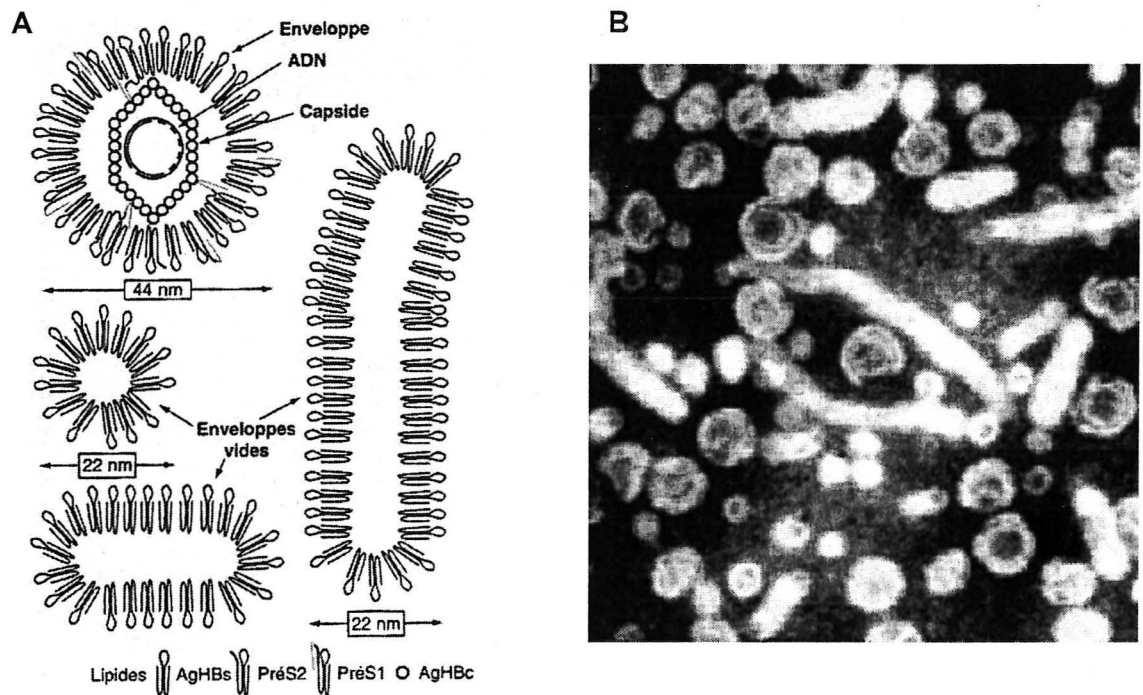 A
Enveloppe
ADN
Capside
44 nm
22 nm
Enveloppes
vides
22 nm
Lipides AgHBs PréS2 PréS1 AgHBc
B